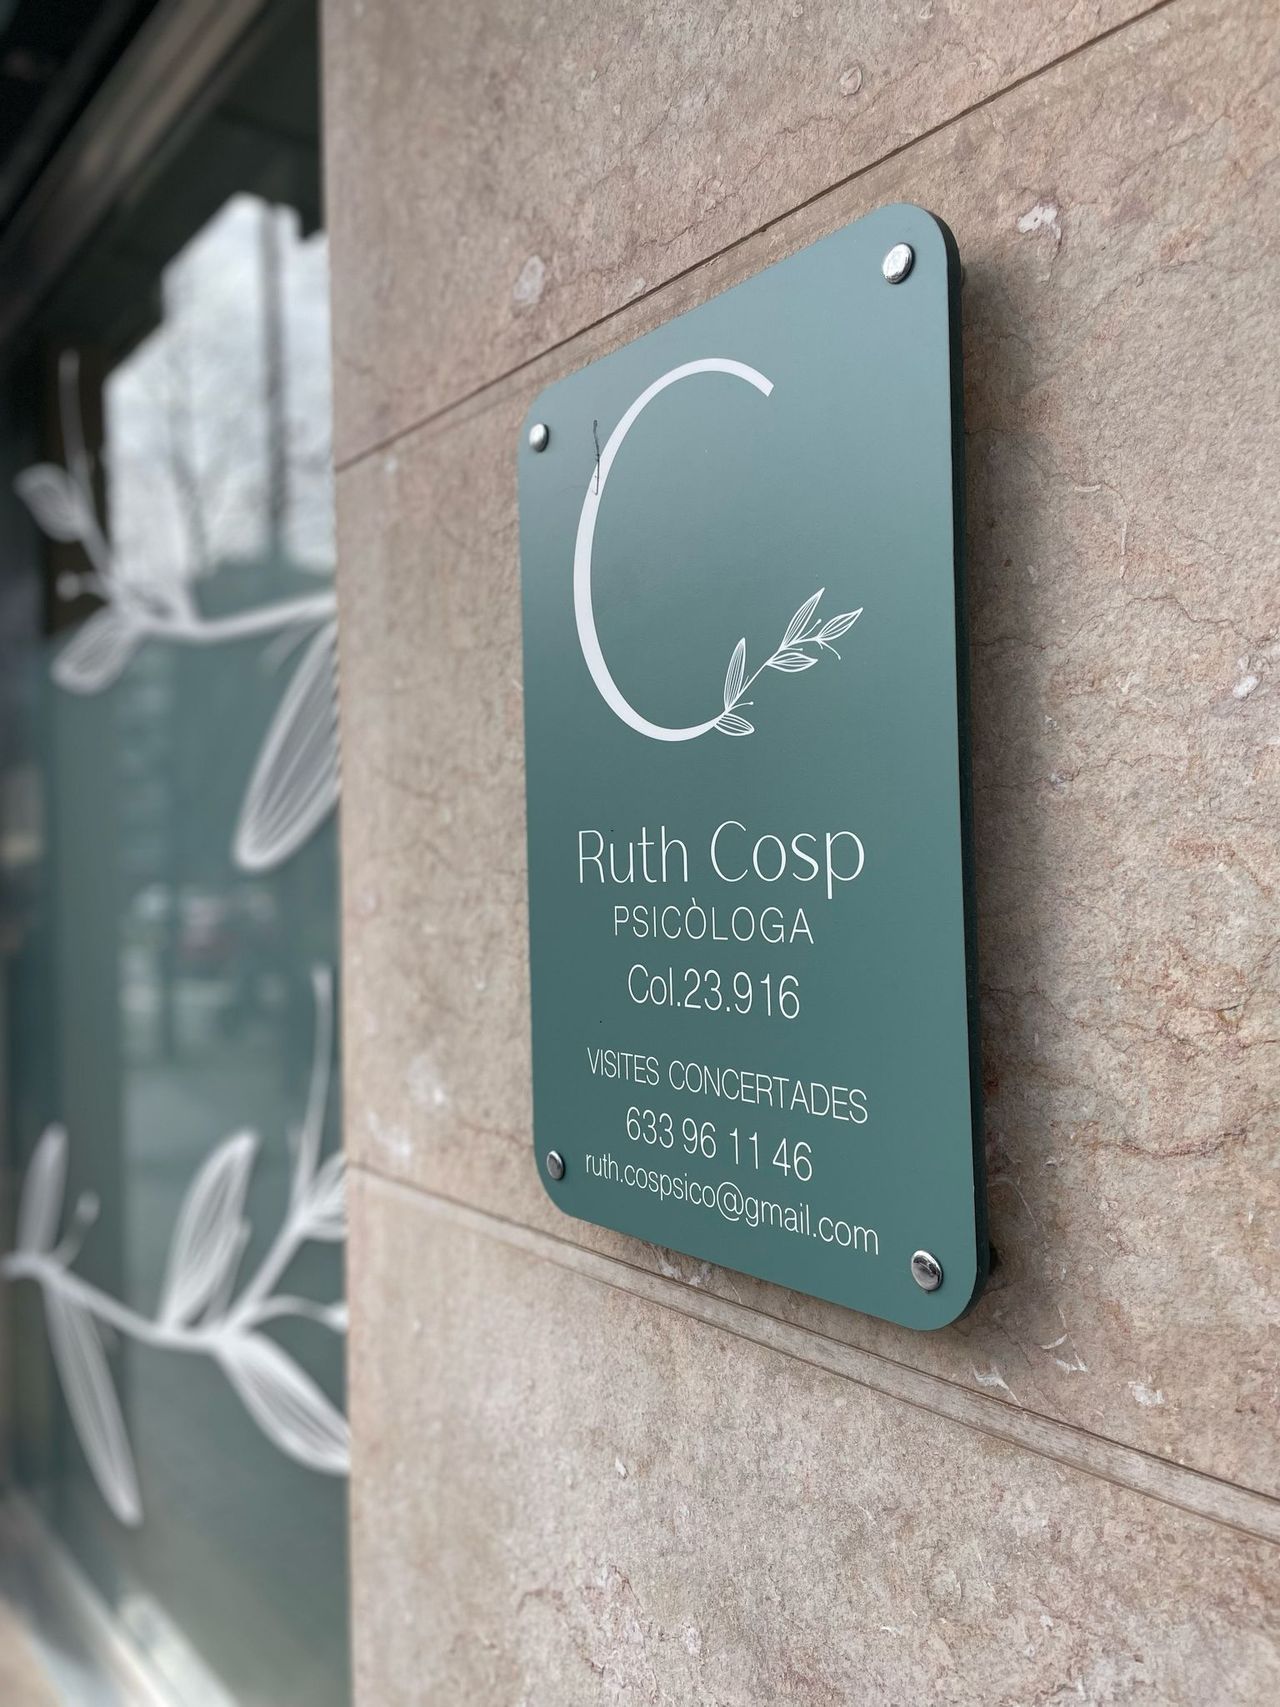 C
Ruth Cosp
PSICÒLOGA
Col.23.916
VISITES CONCERTADES
633 96 11 46
ruth.cospsico@gmail.com